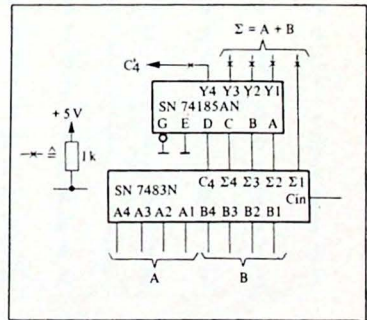 Σ = A + B
C'4
Y4 Y3 Y2 Y1
SN 74185AN
G E D C B A
+5V
1k
C4 Σ4 Σ3 Σ2 Σ1
SN 7483N
Cin
A4 A3 A2 A1 B4 B3 B2 B1
A B